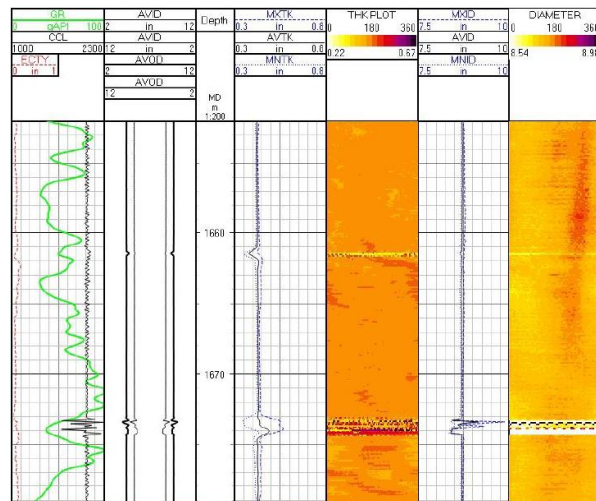 GR
0 gAPI 100
CCL
1000 2300
ECTY
0 in 1
AVID
2 in 12
AVID
12 in 2
AVOD
2 12
AVOD
12 2
Depth
MD
m
1:200
1660
1670
MXTK
0.3 in 0.8
AVTK
0.3 in 0.8
MNTK
0.3 in 0.8
THK PLOT
0 180 360
0.22 0.67
MXID
7.5 in 10
AVID
7.5 in 10
MNID
7.5 in 10
DIAMETER
0 180 360
8.54 8.98